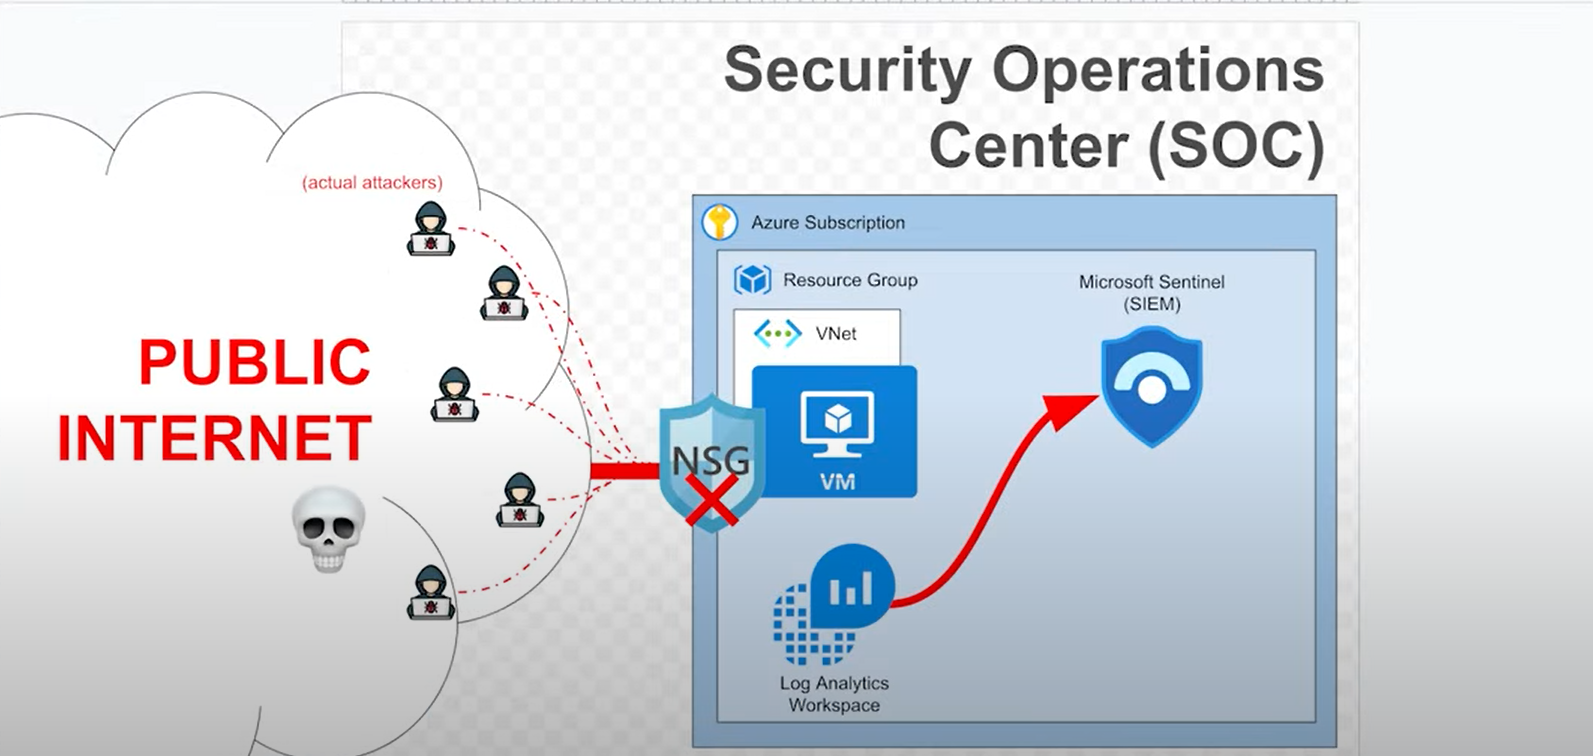 Security Operations
Center (SOC)
(actual attackers)
PUBLIC
INTERNET
Azure Subscription
Resource Group
Microsoft Sentinel
(SIEM)
VNet
NSG
VM
Log Analytics
Workspace